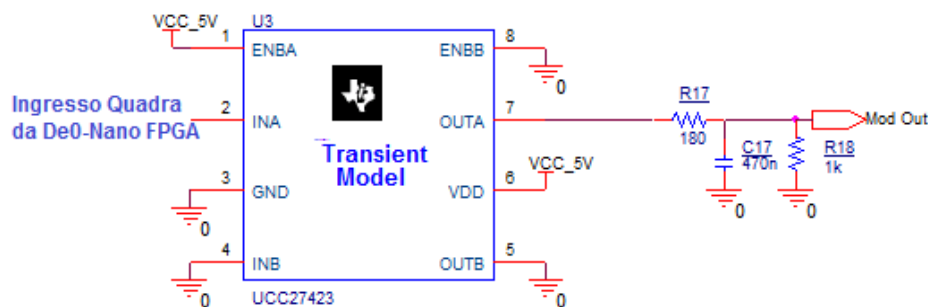 VCC_5V
U3
1
ENBA
ENBB
8
0
Ingresso Quadra
da De0-Nano FPGA
2
INA
OUTA
7
R17
180
Mod Out
Transient
Model
C17
470n
R18
1k
0
0
VCC_5V
3
GND
VDD
6
0
4
INB
OUTB
5
0
0
UCC27423